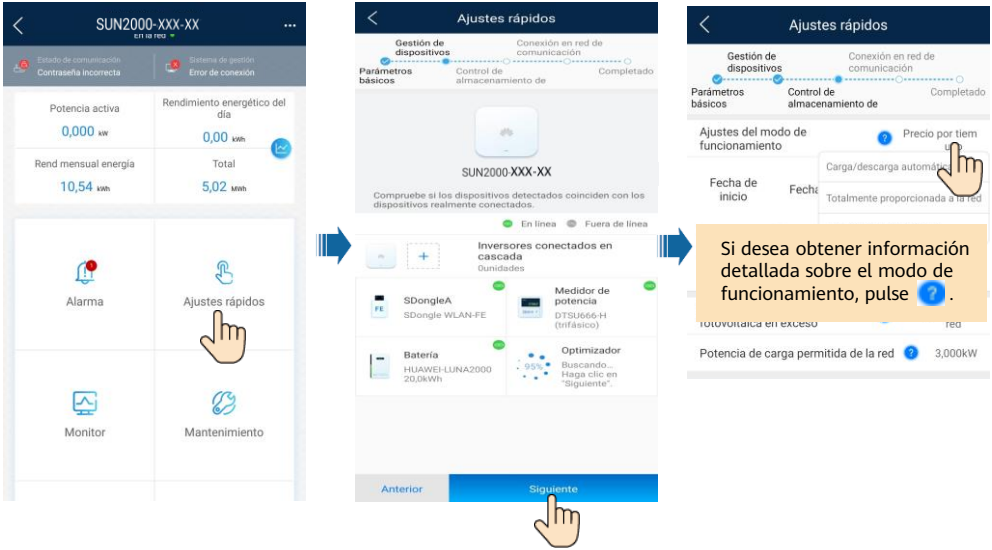 SUN2000-XXX-XX
...
En la red
Estado de comunicación
Contraseña incorrecta
Sistema de gestión
Error de conexión
Potencia activa
0,000 kW
Rendimiento energético del
día
0,00 kWh
Rend mensual energía
10,54 kWh
Total
5,02 MWh
1
Alarma
Ajustes rápidos
Monitor
Mantenimiento
Ajustes rápidos
Gestión de
dispositivos
Conexión en red de
comunicación
Parámetros
básicos
Control de
almacenamiento de
Completado
SUN2000-XXX-XX
Compruebe si los dispositivos detectados coinciden con los
dispositivos realmente conectados.
En línea
Fuera de línea
+
Inversores conectados en
cascada
0unidades
FE
SDongleA
SDongle WLAN-FE
Medidor de
potencia
DTSU666-H
(trifásico)
Batería
HUAWEI-LUNA2000
20,0kWh
95%
Optimizador
Buscando...
Haga clic en
"Siguiente".
Anterior
Siguiente
Ajustes rápidos
Gestión de
dispositivos
Conexión en red de
comunicación
Parámetros
básicos
Control de
almacenamiento de
Completado
Ajustes del modo de
funcionamiento
?
Precio por tiem
Carga/descarga
Fecha de
inicio
Fecha
Totalmente proporcionada a la red
Si desea obtener información
detallada sobre el modo de
funcionamiento, pulse ? .
fotovoltaica en exceso
red
Potencia de carga permitida de la red
?
3,000kW